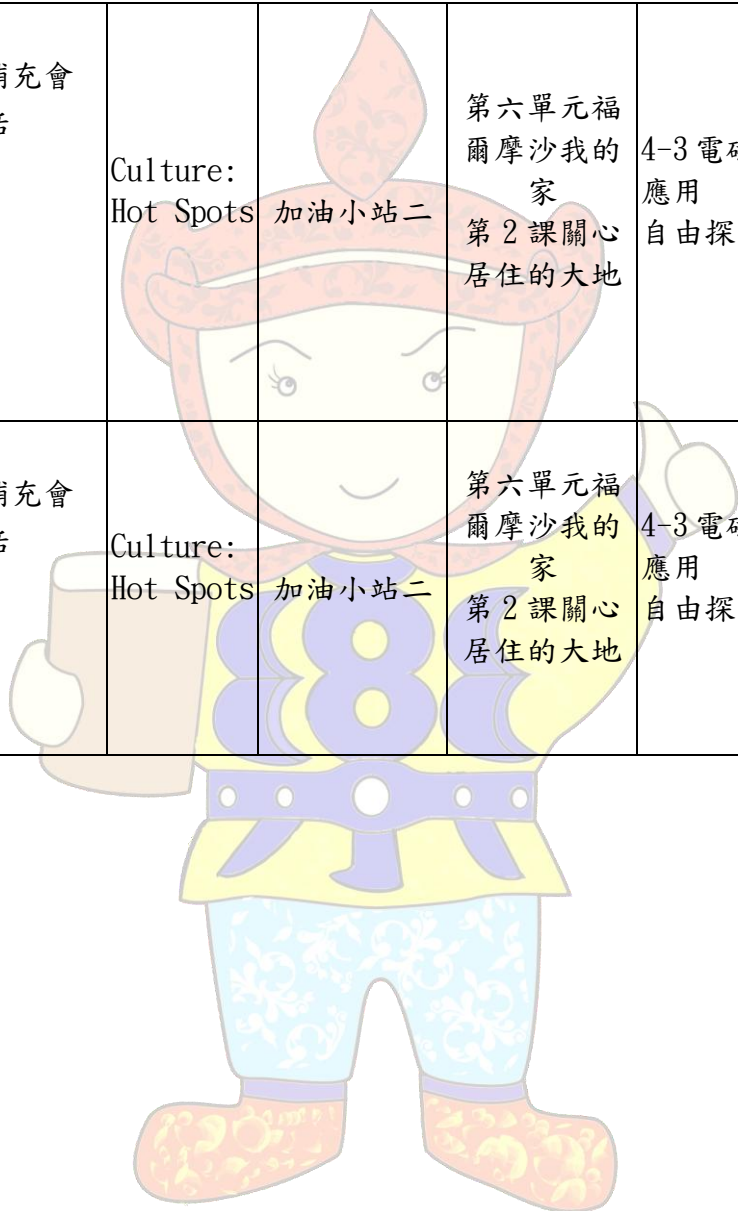 補充會
Culture:
Hot Spots
加油小站二
第六單元福
爾摩沙我的
家
第2課關心
居住的大地
4-3電磁
應用
自由探
補充會
Culture:
Hot Spots
加油小站二
第六單元福
爾摩沙我的
家
第2課關心
居住的大地
4-3電磁
應用
自由探